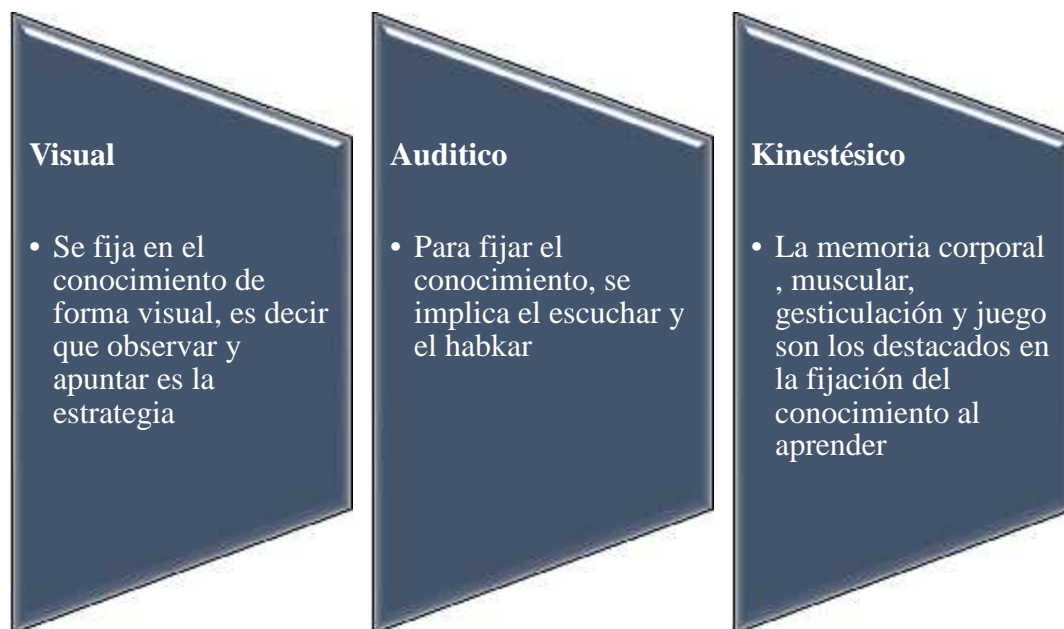 Visual
• Se fija en el
conocimiento de
forma visual, es decir
que observar y
apuntar es la
estrategia
Auditico
• Para fijar el
conocimiento, se
implica el escuchar y
el habkar
Kinestésico
• La memoria corporal
, muscular,
gesticulación y juego
son los destacados en
la fijación del
conocimiento al
aprender